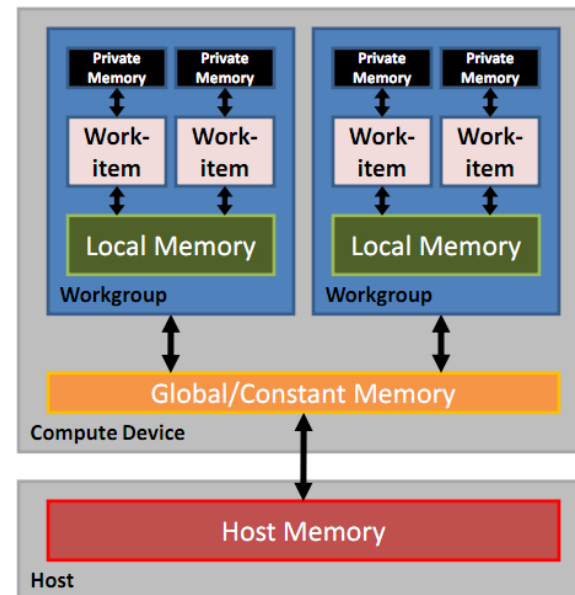 Private
Memory
Private
Memory
Private
Memory
Private
Memory
Work-
item
Work-
item
Work-
item
Work-
item
Local Memory
Local Memory
Workgroup
Workgroup
Global/Constant Memory
Compute Device
Host Memory
Host